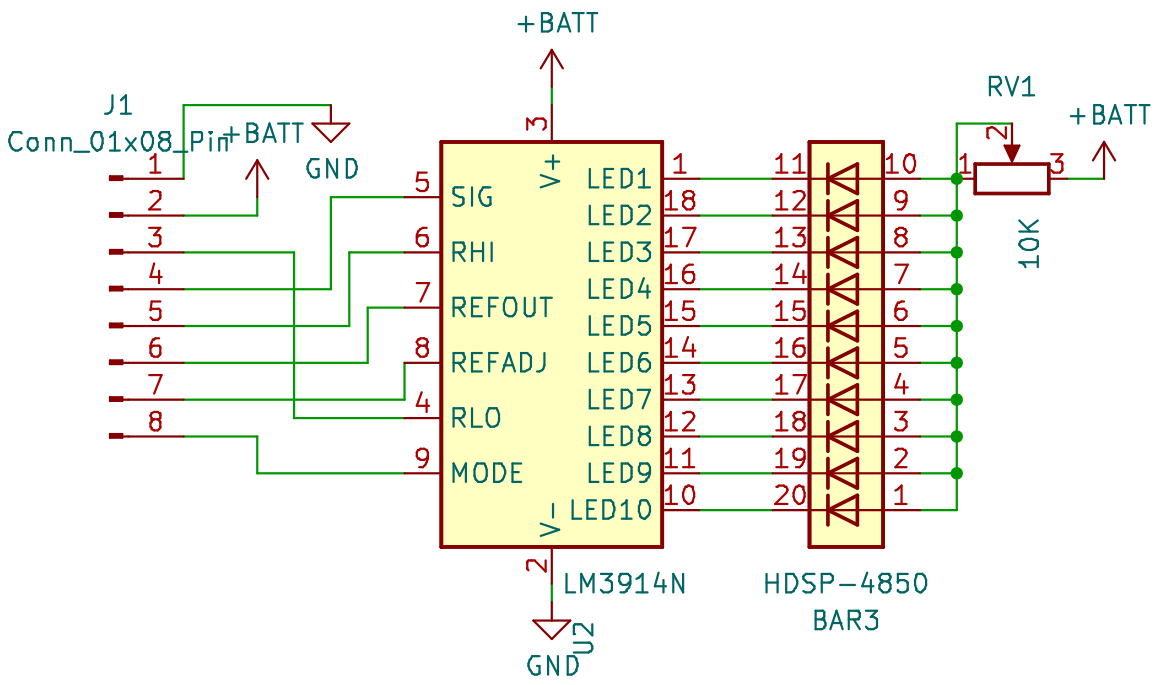 +BATT
J1
Conn_01x08_Pin
+BATT
GND
RV1
+BATT
1
2
3
4
5
6
7
8
3
V+
5 SIG
6 RHI
7 REFOUT
8 REFADJ
4 RLO
9 MODE
LED1 1
LED2 18
LED3 17
LED4 16
LED5 15
LED6 14
LED7 13
LED8 12
LED9 11
LED10 10
V-
2
11 10
12 9
13 8
14 7
15 6
16 5
17 4
18 3
19 2
20 1
1 2 3
10K
LM3914N
U2
GND
HDSP-4850
BAR3